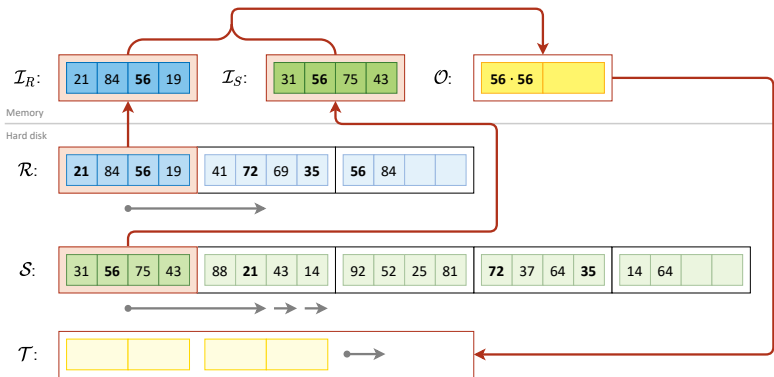 I_R: 21 84 56 19 I_S: 31 56 75 43 O: 56 · 56
Memory
Hard disk
R: 21 84 56 19 41 72 69 35 56 84
S: 31 56 75 43 88 21 43 14 92 52 25 81 72 37 64 35 14 64
T: